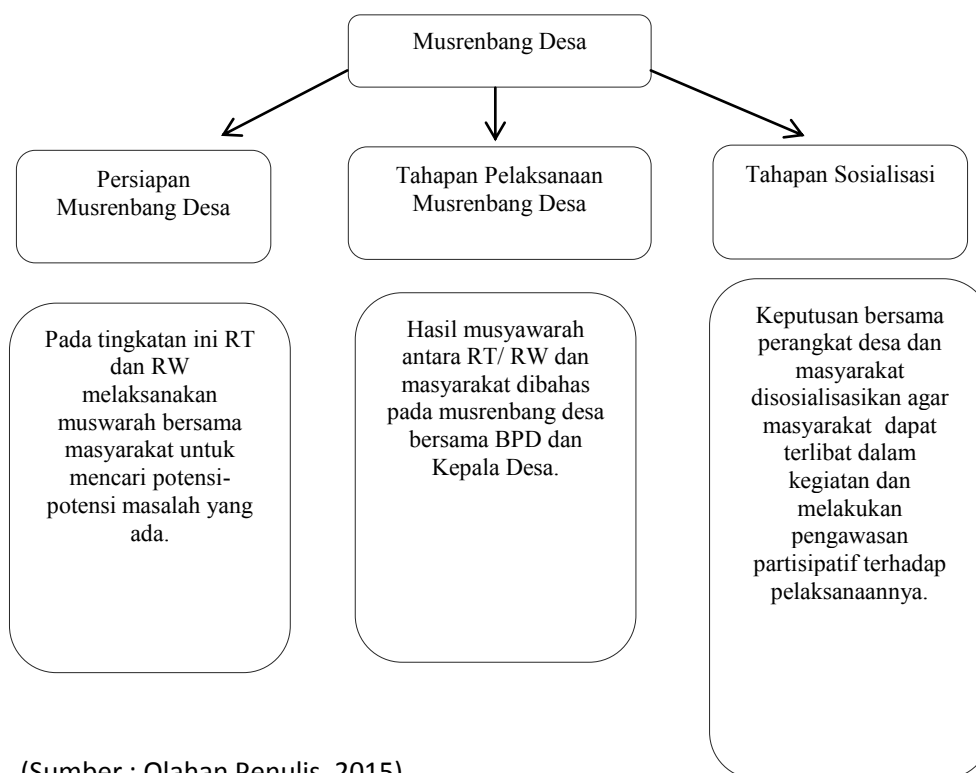 Musrenbang Desa
Persiapan
Musrenbang Desa
Tahapan Pelaksanaan
Musrenbang Desa
Tahapan Sosialisasi
Pada tingkatan ini RT
dan RW
melaksanakan
muswarah bersama
masyarakat untuk
mencari potensi-
potensi masalah yang
ada.
Hasil musyawarah
antara RT/ RW dan
masyarakat dibahas
pada musrenbang desa
bersama BPD dan
Kepala Desa.
Keputusan bersama
perangkat desa dan
masyarakat
disosialisasikan agar
masyarakat dapat
terlibat dalam
kegiatan dan
melakukan
pengawasan
partisipatif terhadap
pelaksanaannya.
(Sumber : Olahan Penulis, 2015)